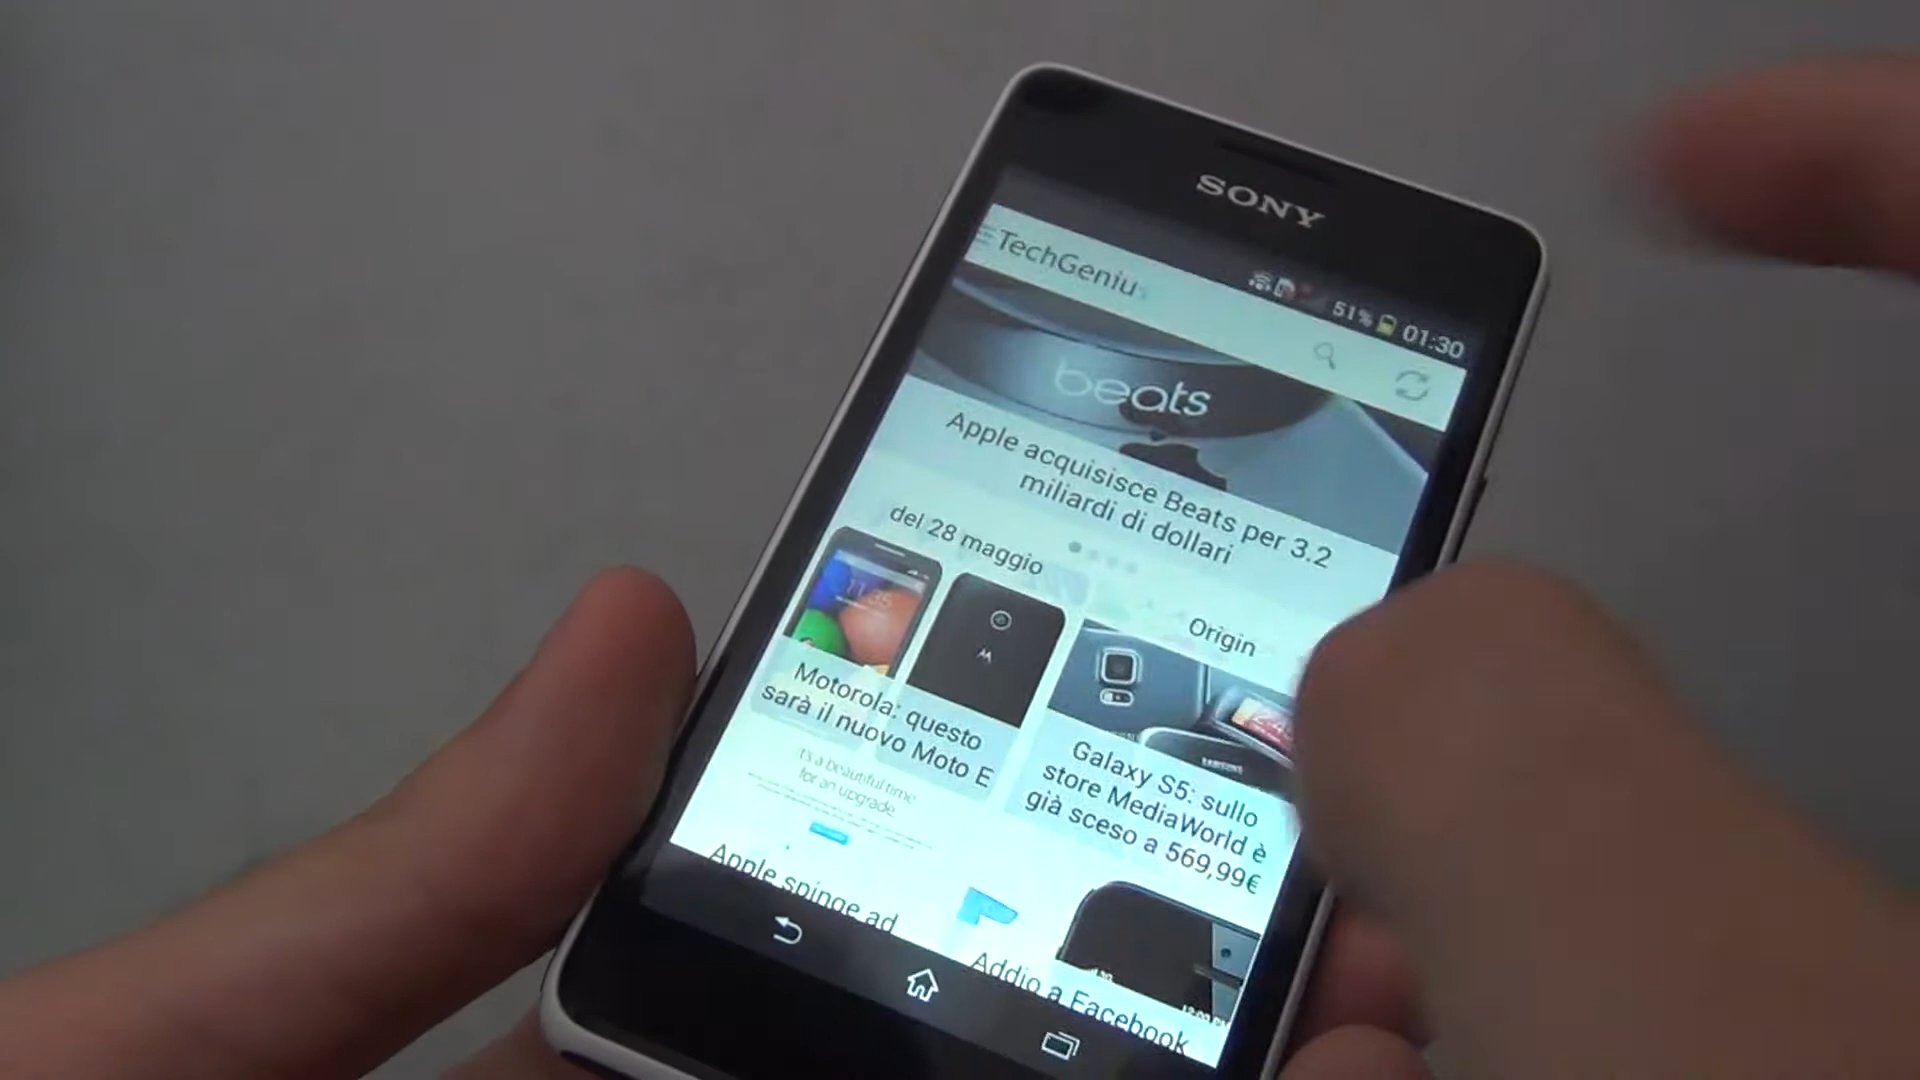 SONY
51% 01:30
TechGenius
beats
Apple acquisisce Beats per 3.2
miliardi di dollari
del 28 maggio
Origin
Motorola: questo
sarà il nuovo Moto E
Galaxy S5: sullo
store MediaWorld è
già sceso a 569,99€
SAMSUNG
It's a beautiful time
for an upgrade
Apple spinge ad
Addio a Facebook